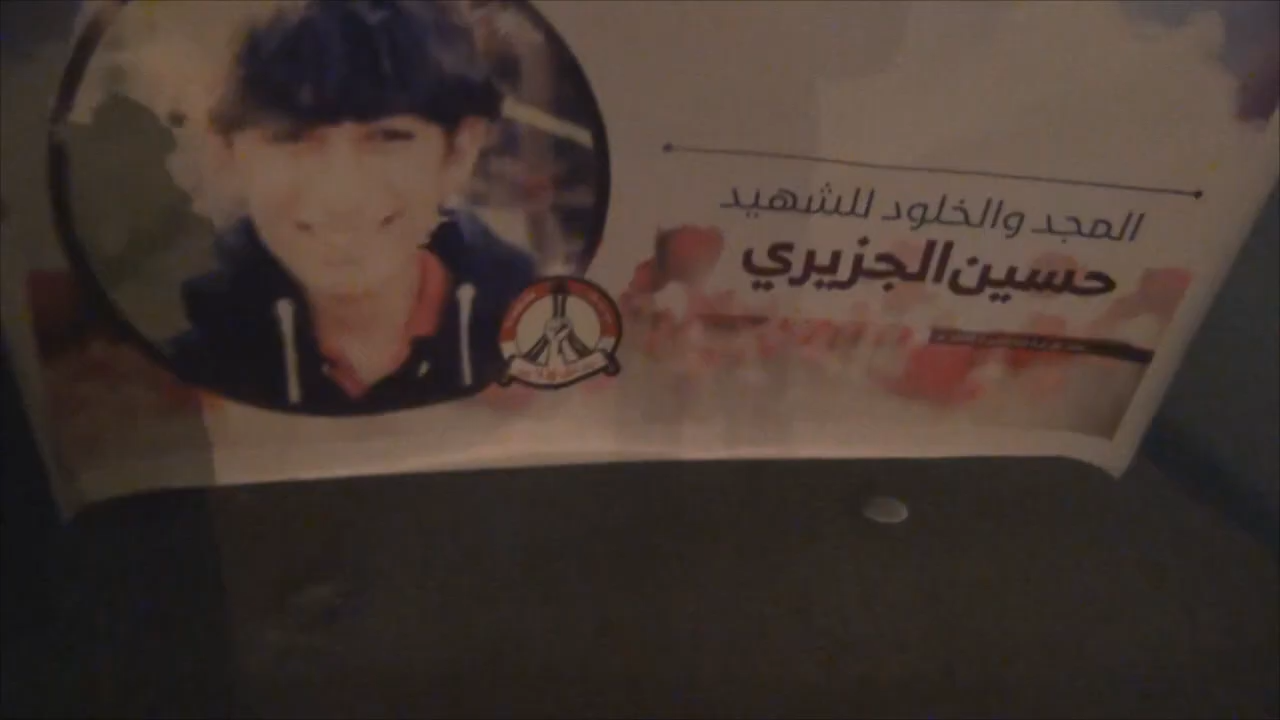 المجد والخلود للشهيد
حسين الجزيري